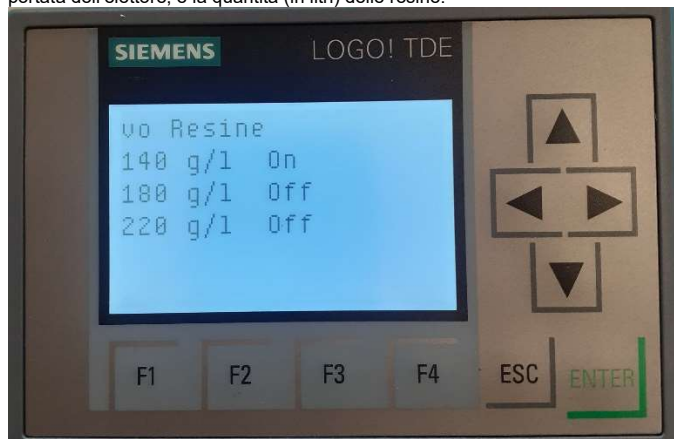 portata dell'eiettore, e la quantità (in litri) delle resine.
SIEMENS LOGO! TDE
vo Resine
140 g/l On
180 g/l Off
220 g/l Off
F1 F2 F3 F4 ESC ENTER